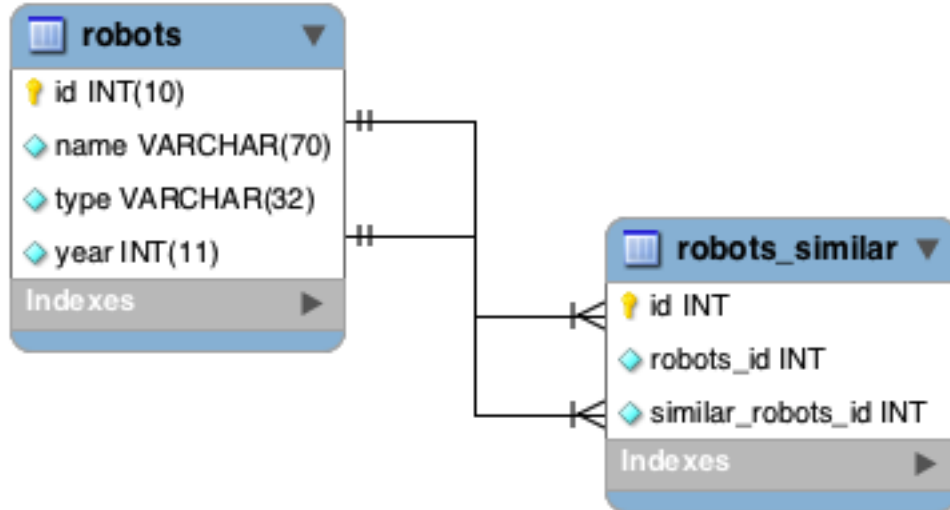 robots
id INT(10)
name VARCHAR(70)
type VARCHAR(32)
year INT(11)
Indexes
robots_similar
id INT
robots_id INT
similar_robots_id INT
Indexes